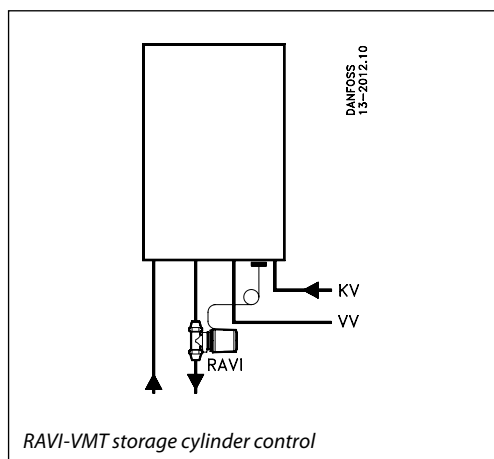 DANFOSS
13-2012.10
KV
VV
RAVI
RAVI-VMT storage cylinder control